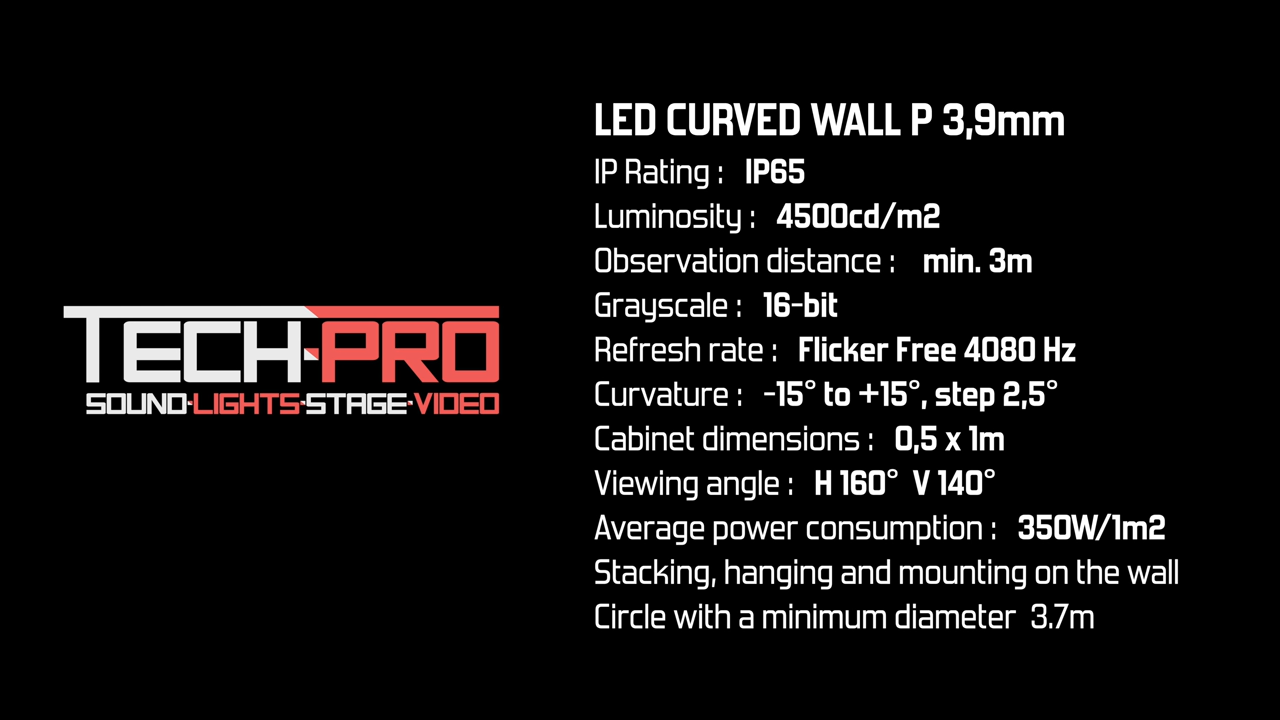 TECH-PRO
SOUND-LIGHTS-STAGE-VIDEO
LED CURVED WALL P 3,9mm
IP Rating : IP65
Luminosity : 4500cd/m2
Observation distance : min. 3m
Grayscale : 16-bit
Refresh rate : Flicker Free 4080 Hz
Curvature : -15° to +15°, step 2,5°
Cabinet dimensions : 0,5 x 1m
Viewing angle : H 160° V 140°
Average power consumption : 350W/1m2
Stacking, hanging and mounting on the wall
Circle with a minimum diameter 3.7m